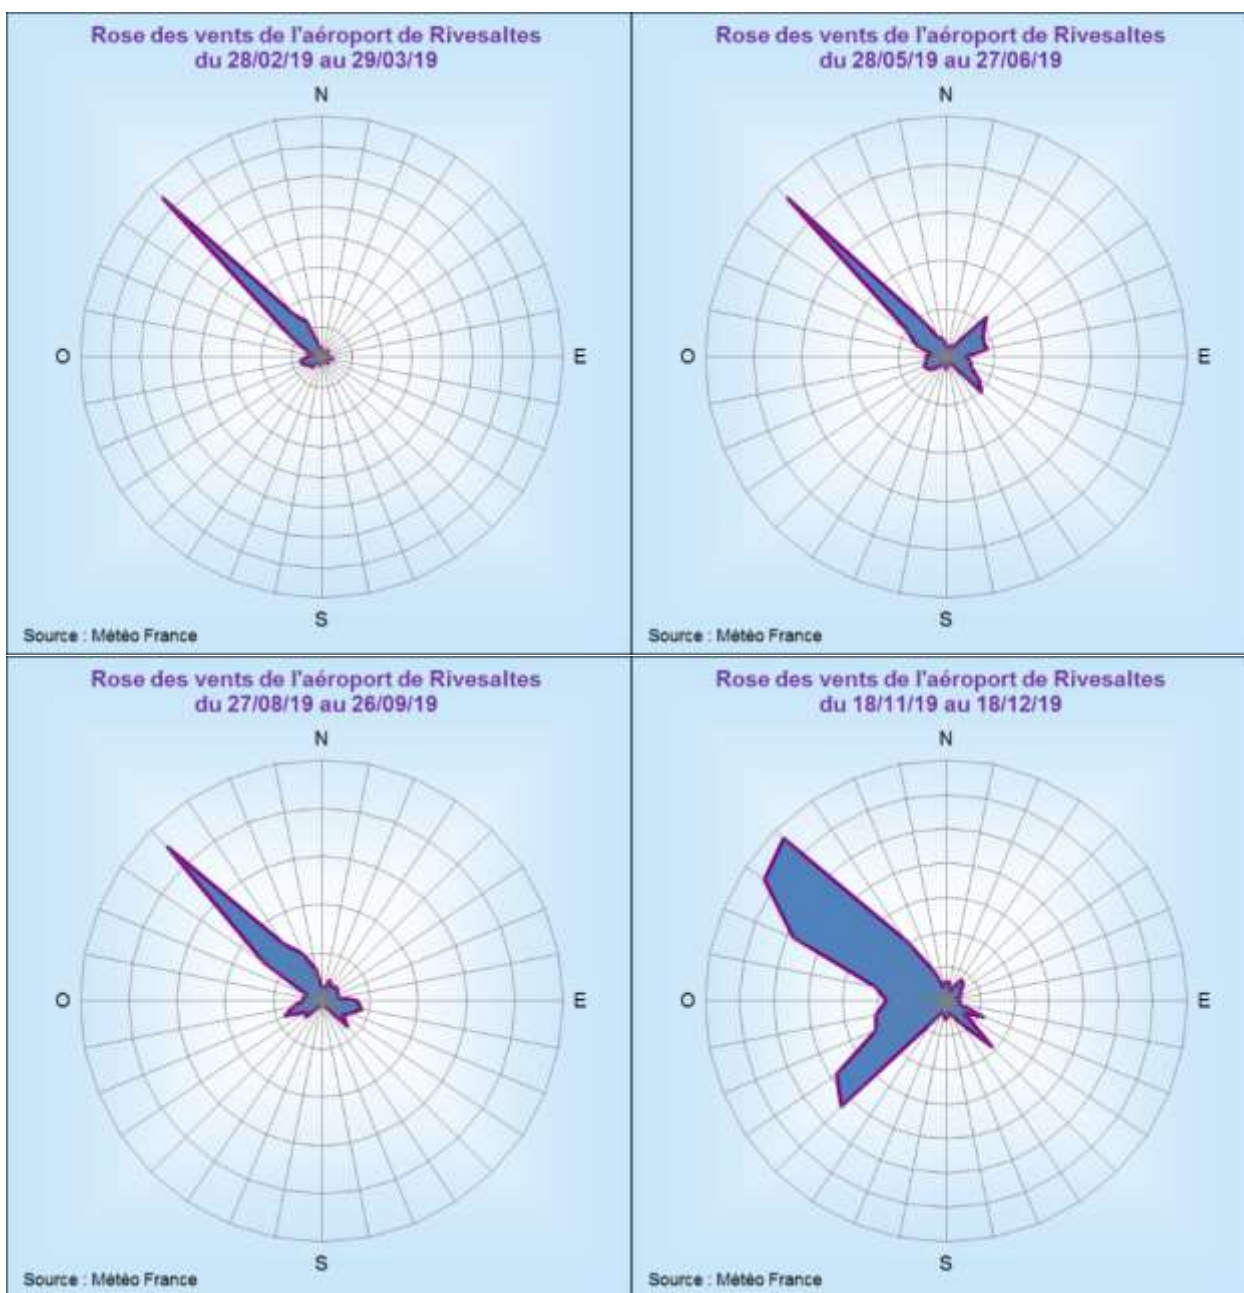 Rose des vents de l'aéroport de Rivesaltes
du 28/02/19 au 29/03/19
N
O
E
S
Source : Météo France
Rose des vents de l'aéroport de Rivesaltes
du 28/05/19 au 27/06/19
N
O
E
S
Source : Météo France
Rose des vents de l'aéroport de Rivesaltes
du 27/08/19 au 26/09/19
N
O
E
S
Source : Météo France
Rose des vents de l'aéroport de Rivesaltes
du 18/11/19 au 18/12/19
N
O
E
S
Source : Météo France